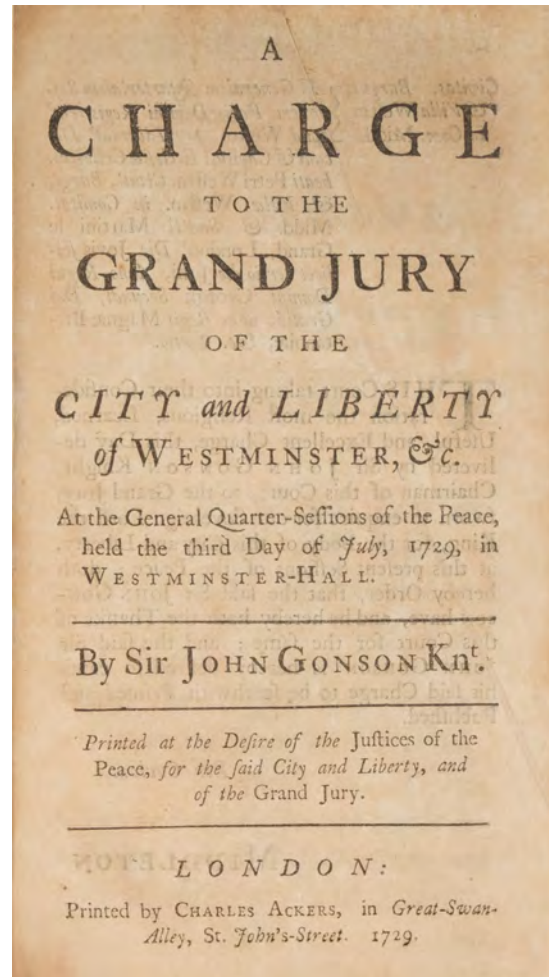 A
CHARGE
TO THE
GRAND JURY
OF THE
CITY and LIBERTY
of WESTMINSTER, &c.
At the General Quarter-Seſſions of the Peace,
held the third Day of July, 1729, in
WESTMINSTER-HALL.
By Sir JOHN GONSON Knt.
Printed at the Deſire of the Juſtices of the
Peace, for the ſaid City and Liberty, and
of the Grand Jury.
LONDON:
Printed by CHARLES ACKERS, in Great-Swan-
Alley, St. John's-Street. 1729.